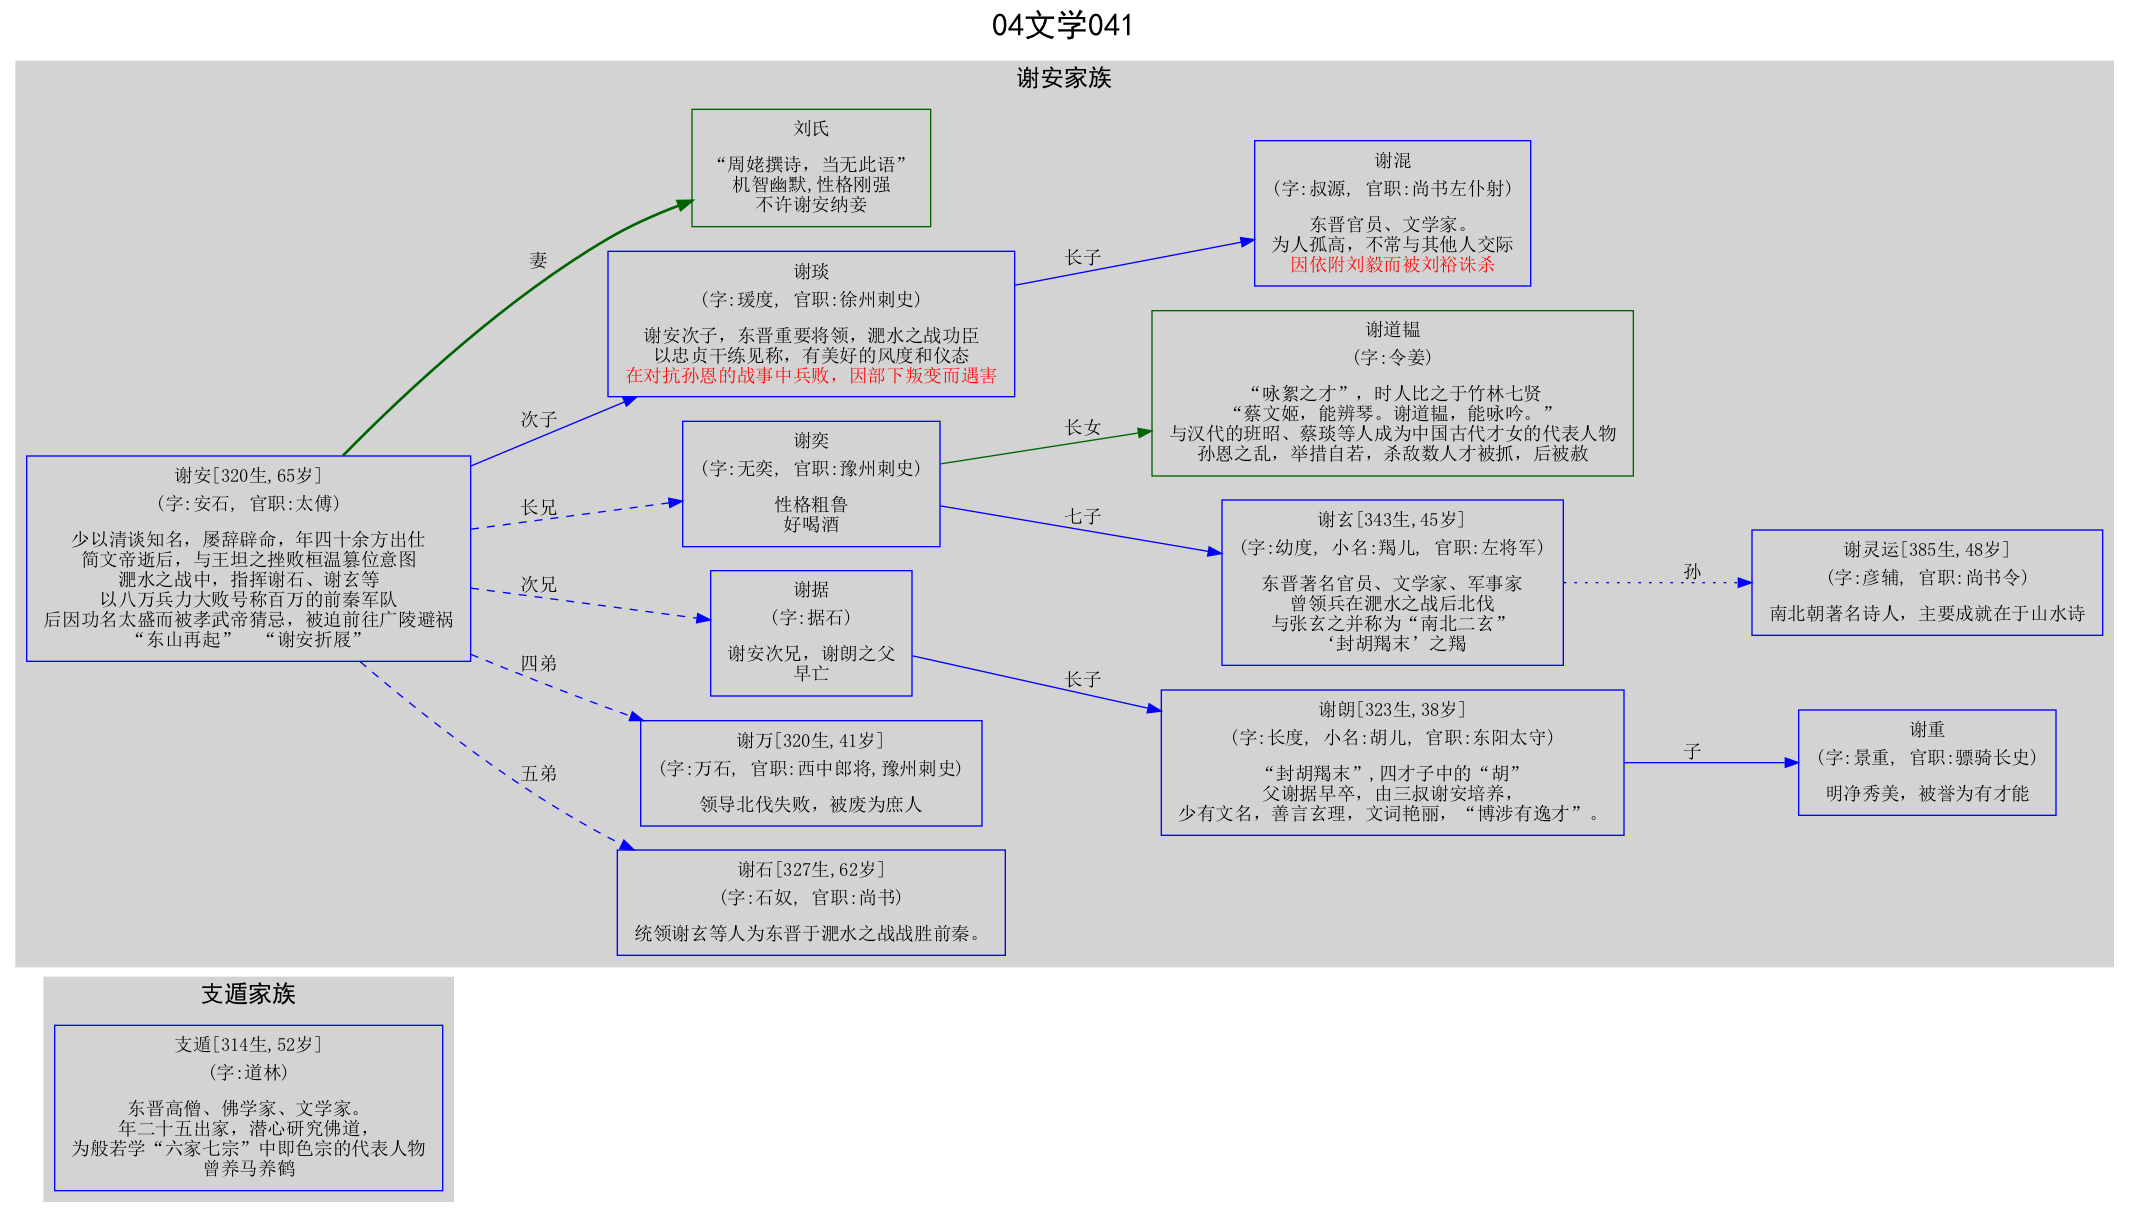 04文学041
谢安家族
刘氏
“周姥撰诗，当无此语”
机智幽默,性格刚强
不许谢安纳妾
谢混
(字:叔源, 官职:尚书左仆射)
东晋官员、文学家。
为人孤高，不常与其他人交际
因依附刘毅而被刘裕诛杀
妻
长子
谢琰
(字:瑗度, 官职:徐州刺史)
谢安次子，东晋重要将领，淝水之战功臣
以忠贞干练见称，有美好的风度和仪态
在对抗孙恩的战事中兵败，因部下叛变而遇害
谢道韫
(字:令姜)
“咏絮之才”，时人比之于竹林七贤
“蔡文姬，能辨琴。谢道韫，能咏吟。”
与汉代的班昭、蔡琰等人成为中国古代才女的代表人物
孙恩之乱，举措自若，杀敌数人才被抓，后被赦
次子
长女
谢奕
(字:无奕, 官职:豫州刺史)
性格粗鲁
好喝酒
谢安[320生,65岁]
(字:安石, 官职:太傅)
少以清谈知名，屡辞辟命，年四十余方出仕
简文帝逝后，与王坦之挫败桓温篡位意图
淝水之战中，指挥谢石、谢玄等
以八万兵力大败号称百万的前秦军队
后因功名太盛而被孝武帝猜忌，被迫前往广陵避祸
“东山再起”  “谢安折屐”
长兄
七子
谢玄[343生,45岁]
(字:幼度, 小名:羯儿, 官职:左将军)
东晋著名官员、文学家、军事家
曾领兵在淝水之战后北伐
与张玄之并称为“南北二玄”
‘封胡羯末’之羯
孙
谢灵运[385生,48岁]
(字:彦辅, 官职:尚书令)
南北朝著名诗人，主要成就在于山水诗
次兄
谢据
(字:据石)
谢安次兄，谢朗之父
早亡
长子
四弟
谢朗[323生,38岁]
(字:长度, 小名:胡儿, 官职:东阳太守)
“封胡羯末”,四才子中的“胡”
父谢据早卒，由三叔谢安培养，
少有文名，善言玄理，文词艳丽，“博涉有逸才”。
子
谢重
(字:景重, 官职:骠骑长史)
明净秀美，被誉为有才能
谢万[320生,41岁]
(字:万石, 官职:西中郎将,豫州刺史)
领导北伐失败，被废为庶人
五弟
谢石[327生,62岁]
(字:石奴, 官职:尚书)
统领谢玄等人为东晋于淝水之战战胜前秦。
支遁家族
支遁[314生,52岁]
(字:道林)
东晋高僧、佛学家、文学家。
年二十五出家，潜心研究佛道，
为般若学“六家七宗”中即色宗的代表人物
曾养马养鹤